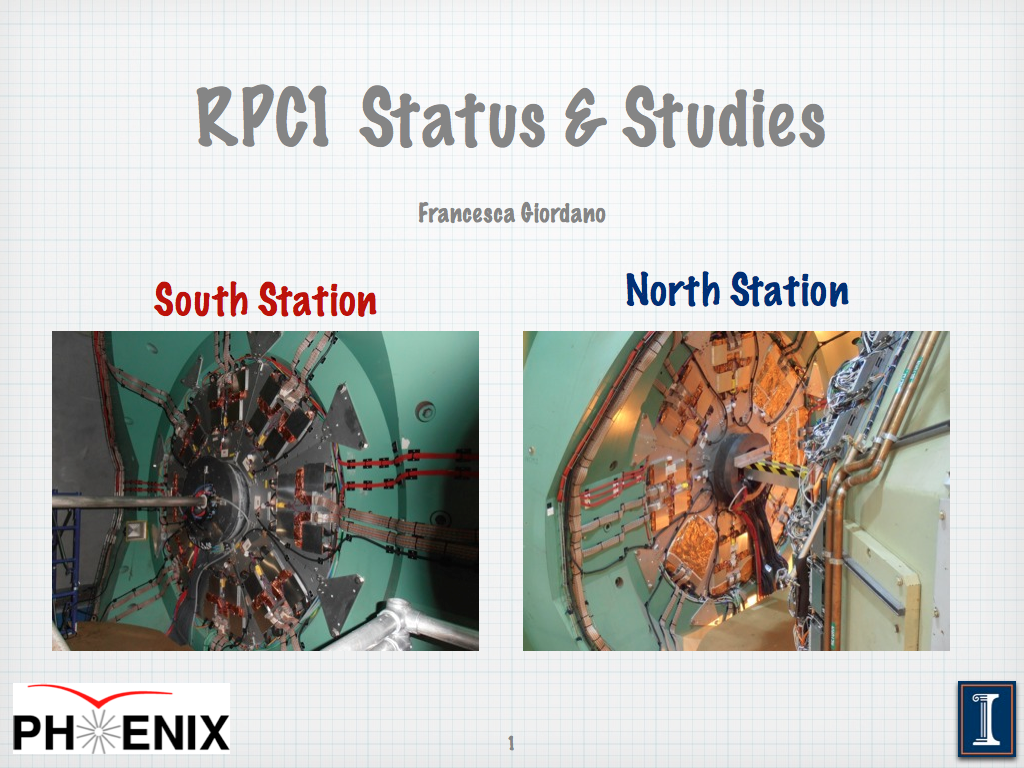 RPC1 Status & Studies
Francesca Giordano
South Station
North Station
PHENIX
1
I